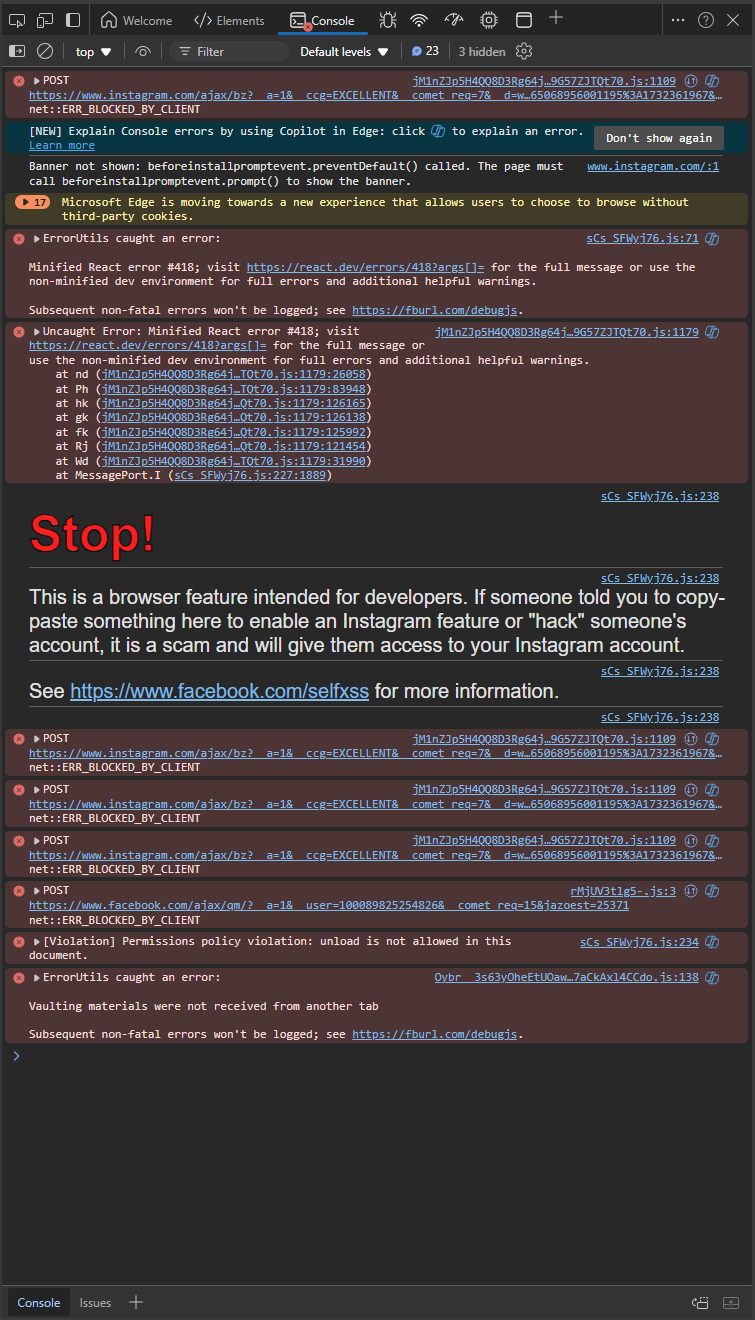 Welcome
Elements
Console
top
Filter
Default levels
23
3 hidden
POST jM1nZJp5H4QQ8D3Rg64j…9G57ZJTQt70.js:1109
https://www.instagram.com/ajax/bz?__a=1&__ccg=EXCELLENT&__comet_req=7&__d=w…65068956001195%3A1732361967&…
net::ERR_BLOCKED_BY_CLIENT
[NEW] Explain Console errors by using Copilot in Edge: click to explain an error.
Learn more
Don't show again
Banner not shown: beforeinstallpromptevent.preventDefault() called. The page must www.instagram.com/:1
call beforeinstallpromptevent.prompt() to show the banner.
17 Microsoft Edge is moving towards a new experience that allows users to choose to browse without
third-party cookies.
ErrorUtils caught an error: sCs_SFWyj76.js:71
Minified React error #418; visit https://react.dev/errors/418?args[]= for the full message or use the
non-minified dev environment for full errors and additional helpful warnings.
Subsequent non-fatal errors won't be logged; see https://fburl.com/debugjs.
Uncaught Error: Minified React error #418; visit jM1nZJp5H4QQ8D3Rg64j…9G57ZJTQt70.js:1179
https://react.dev/errors/418?args[]= for the full message or
use the non-minified dev environment for full errors and additional helpful warnings.
at nd (jM1nZJp5H4QQ8D3Rg64j…TQt70.js:1179:26058)
at Ph (jM1nZJp5H4QQ8D3Rg64j…TQt70.js:1179:83948)
at hk (jM1nZJp5H4QQ8D3Rg64j…Qt70.js:1179:126165)
at gk (jM1nZJp5H4QQ8D3Rg64j…Qt70.js:1179:126138)
at fk (jM1nZJp5H4QQ8D3Rg64j…Qt70.js:1179:125992)
at Rj (jM1nZJp5H4QQ8D3Rg64j…Qt70.js:1179:121454)
at Wd (jM1nZJp5H4QQ8D3Rg64j…TQt70.js:1179:31990)
at MessagePort.I (sCs_SFWyj76.js:227:1889)
sCs_SFWyj76.js:238
Stop!
sCs_SFWyj76.js:238
This is a browser feature intended for developers. If someone told you to copy-
paste something here to enable an Instagram feature or "hack" someone's
account, it is a scam and will give them access to your Instagram account.
sCs_SFWyj76.js:238
See https://www.facebook.com/selfxss for more information.
sCs_SFWyj76.js:238
POST jM1nZJp5H4QQ8D3Rg64j…9G57ZJTQt70.js:1109
https://www.instagram.com/ajax/bz?__a=1&__ccg=EXCELLENT&__comet_req=7&__d=w…65068956001195%3A1732361967&…
net::ERR_BLOCKED_BY_CLIENT
POST jM1nZJp5H4QQ8D3Rg64j…9G57ZJTQt70.js:1109
https://www.instagram.com/ajax/bz?__a=1&__ccg=EXCELLENT&__comet_req=7&__d=w…65068956001195%3A1732361967&…
net::ERR_BLOCKED_BY_CLIENT
POST jM1nZJp5H4QQ8D3Rg64j…9G57ZJTQt70.js:1109
https://www.instagram.com/ajax/bz?__a=1&__ccg=EXCELLENT&__comet_req=7&__d=w…65068956001195%3A1732361967&…
net::ERR_BLOCKED_BY_CLIENT
POST rMjUV3tlg5-.js:3
https://www.facebook.com/ajax/qm/?__a=1&__user=100089825254826&__comet_req=15&jazoest=25371
net::ERR_BLOCKED_BY_CLIENT
[Violation] Permissions policy violation: unload is not allowed in this sCs_SFWyj76.js:234
document.
ErrorUtils caught an error: Oybr__3s63yOheEtUOaw…7aCkAxl4CCdo.js:138
Vaulting materials were not received from another tab
Subsequent non-fatal errors won't be logged; see https://fburl.com/debugjs.
Console
Issues